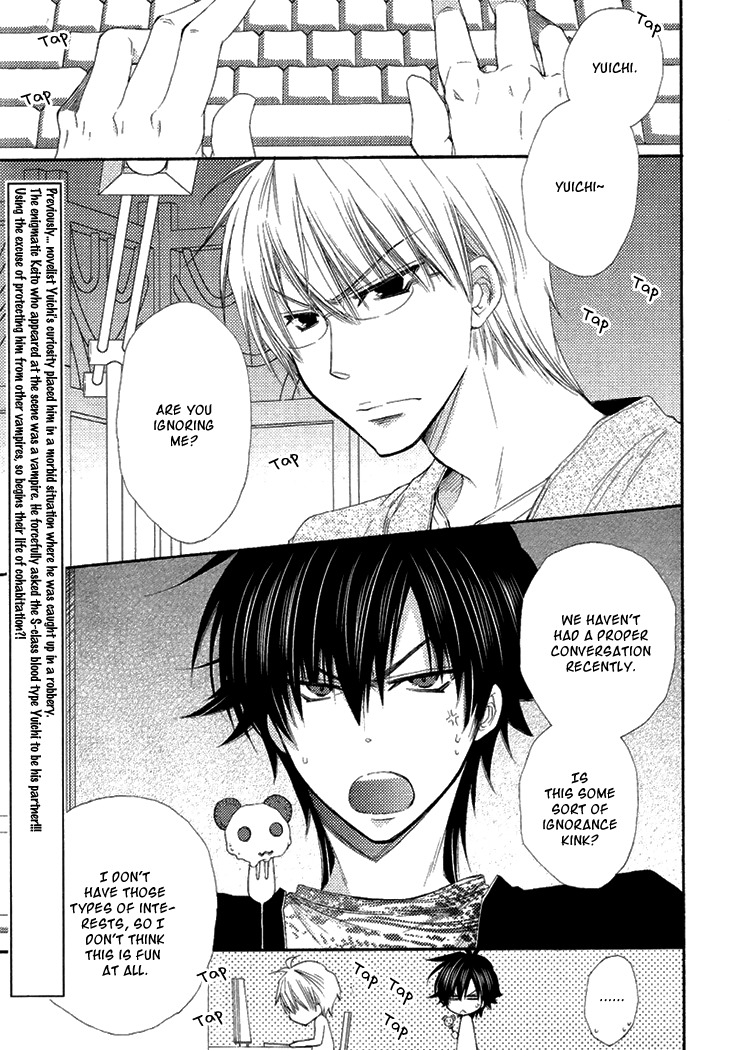 TAP
TAP
TAP
YUICHI.
YUICHI~
TAP
TAP
TAP
ARE YOU
IGNORING
ME?
TAP
Previously... novelist Yuichi's curiosity placed him in a morbid situation where he was caught up in a robbery.
The enigmatic Keito who appeared at the scene was a vampire. He forcefully asked the S-class blood type Yuichi to be his partner!!!
Using the excuse of protecting him from other vampires, so begins their life of cohabitation?!
WE HAVEN'T
HAD A PROPER
CONVERSATION
RECENTLY.
IS
THIS SOME
SORT OF
IGNORANCE
KINK?
I DON'T
HAVE THOSE
TYPES OF INTE-
RESTS, SO I
DON'T THINK
THIS IS FUN
AT ALL.
......
TAP
TAP
TAP
TAP
TAP